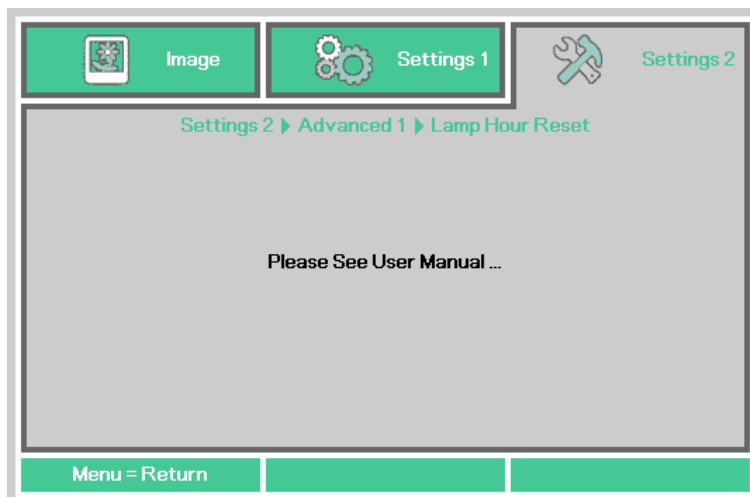 Image
Settings 1
Settings 2
Settings 2 ▶ Advanced 1 ▶ Lamp Hour Reset
Please See User Manual ...
Menu = Return